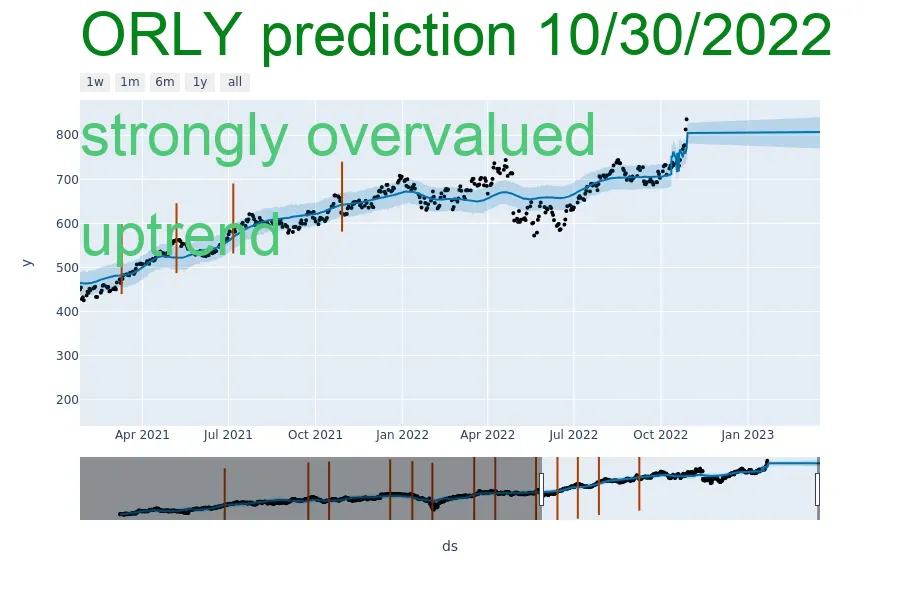 ORLY prediction 10/30/2022
1w 1m 6m 1y all
strongly overvalued
uptrend
800
700
600
500
400
300
200
y
Apr 2021 Jul 2021 Oct 2021 Jan 2022 Apr 2022 Jul 2022 Oct 2022 Jan 2023
ds